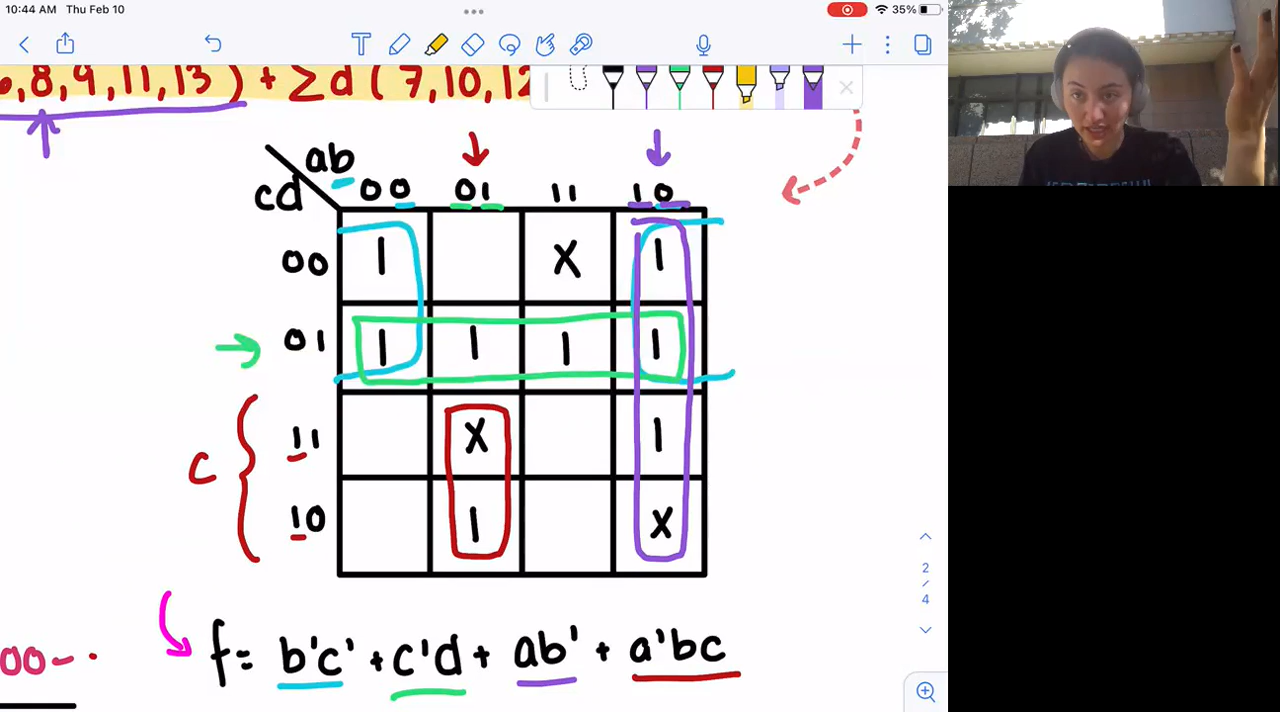 10:44 AM Thu Feb 10
35%
8, 9, 11, 13 ) + Σd ( 7, 10, 12
ab
cd
00 01 11 10
00 1 X 1
01 1 1 1 1
c
11 X 1
10 1 X
2
/
4
00--
f = b'c' + c'd + ab' + a'bc